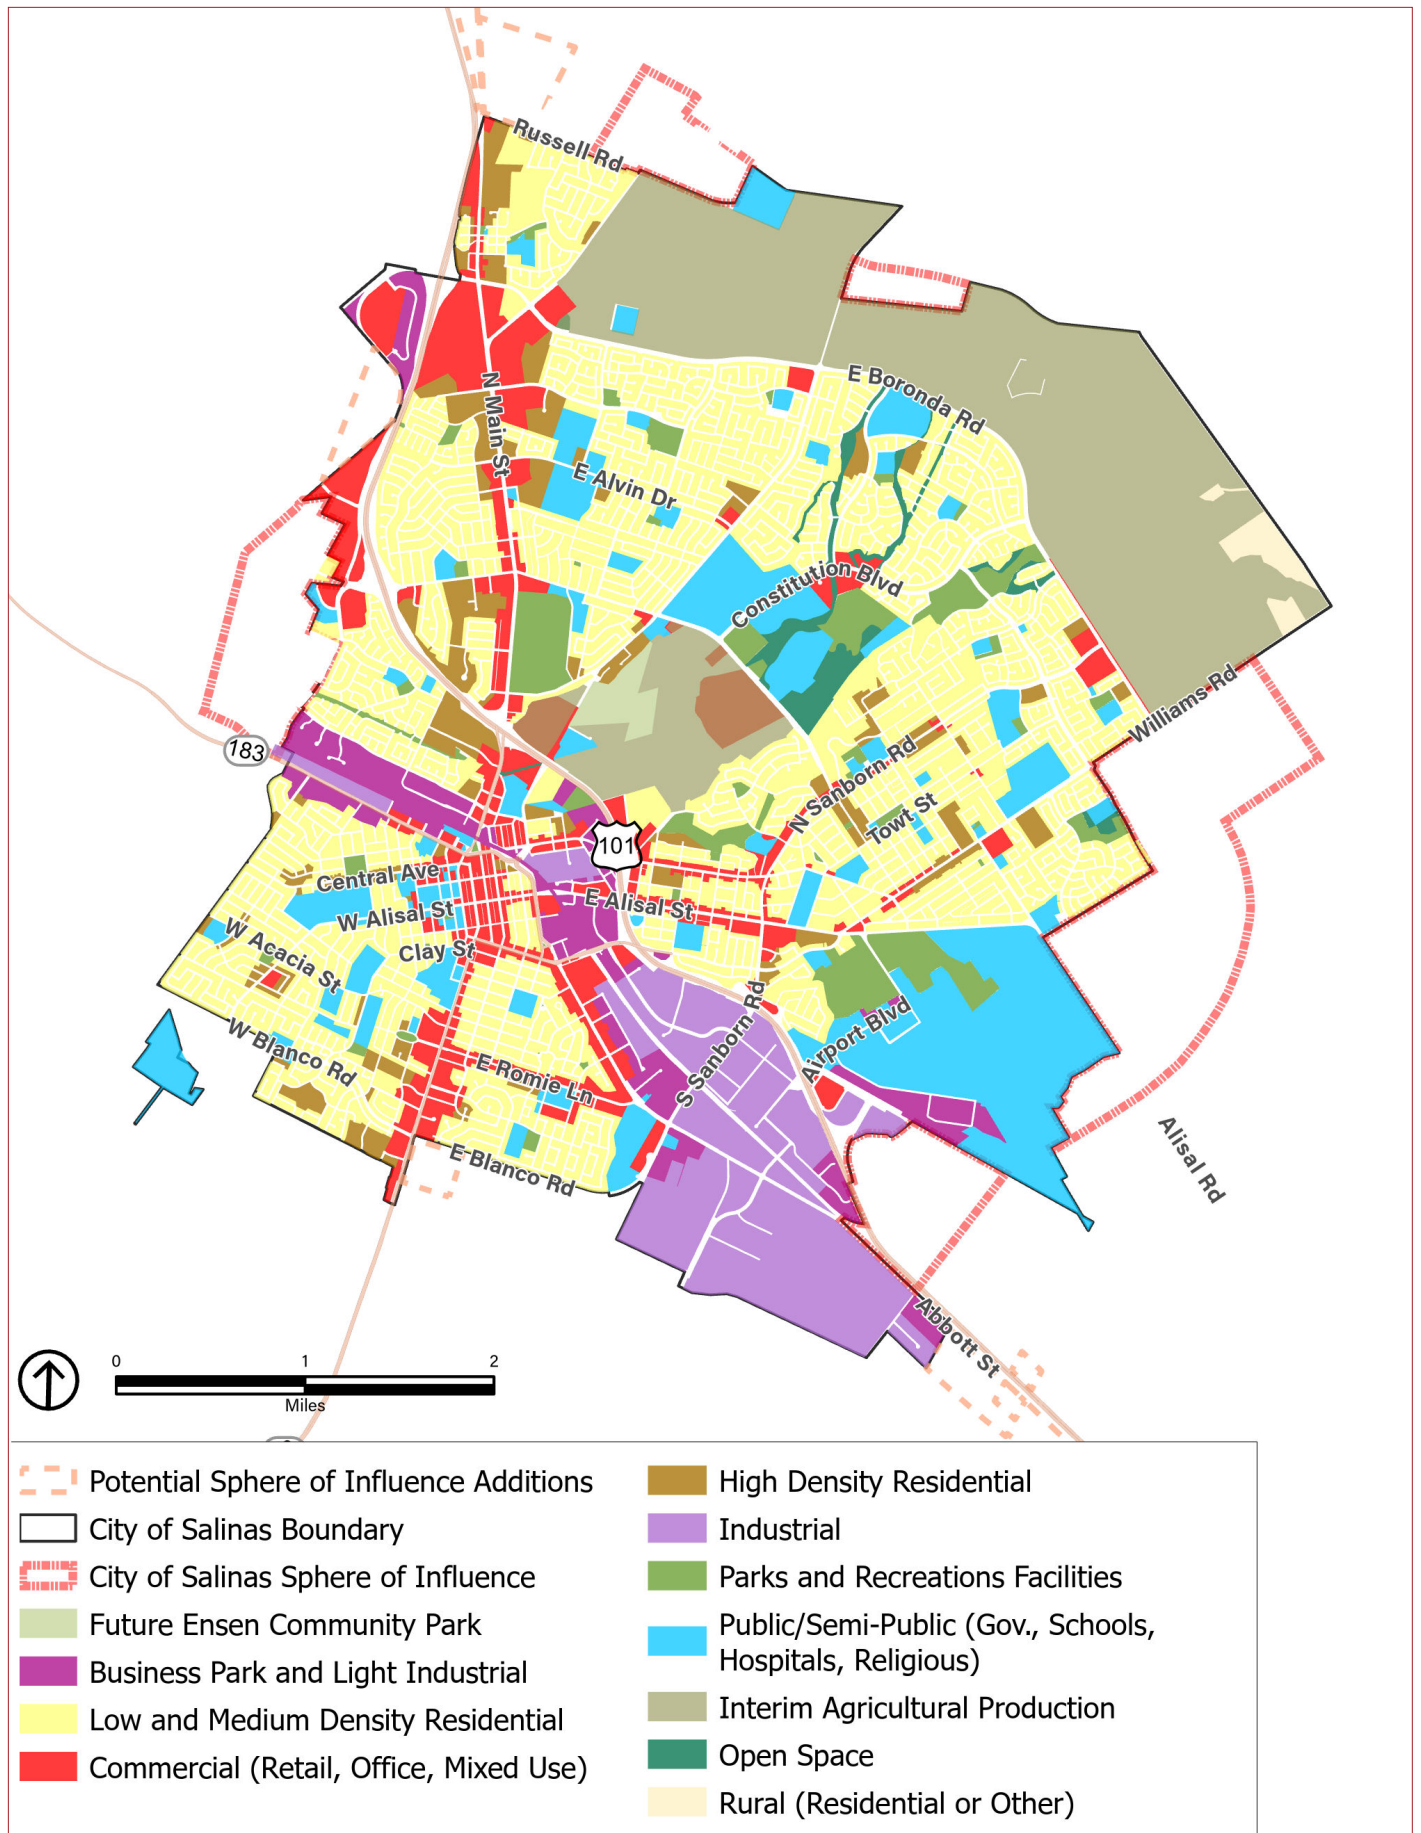 Russell Rd
N Main St
E Boronda Rd
E Alvin Dr
Constitution Blvd
Williams Rd
183
N Sanborn Rd
Towt St
101
Central Ave
E Alisal St
W Alisal St
W Acacia St
Clay St
S Sanborn Rd
Airport Blvd
W Blanco Rd
E Romie Ln
E Blanco Rd
Alisal Rd
Abbott St
0 1 2
Miles
Potential Sphere of Influence Additions
City of Salinas Boundary
City of Salinas Sphere of Influence
Future Ensen Community Park
Business Park and Light Industrial
Low and Medium Density Residential
Commercial (Retail, Office, Mixed Use)
High Density Residential
Industrial
Parks and Recreations Facilities
Public/Semi-Public (Gov., Schools,
Hospitals, Religious)
Interim Agricultural Production
Open Space
Rural (Residential or Other)